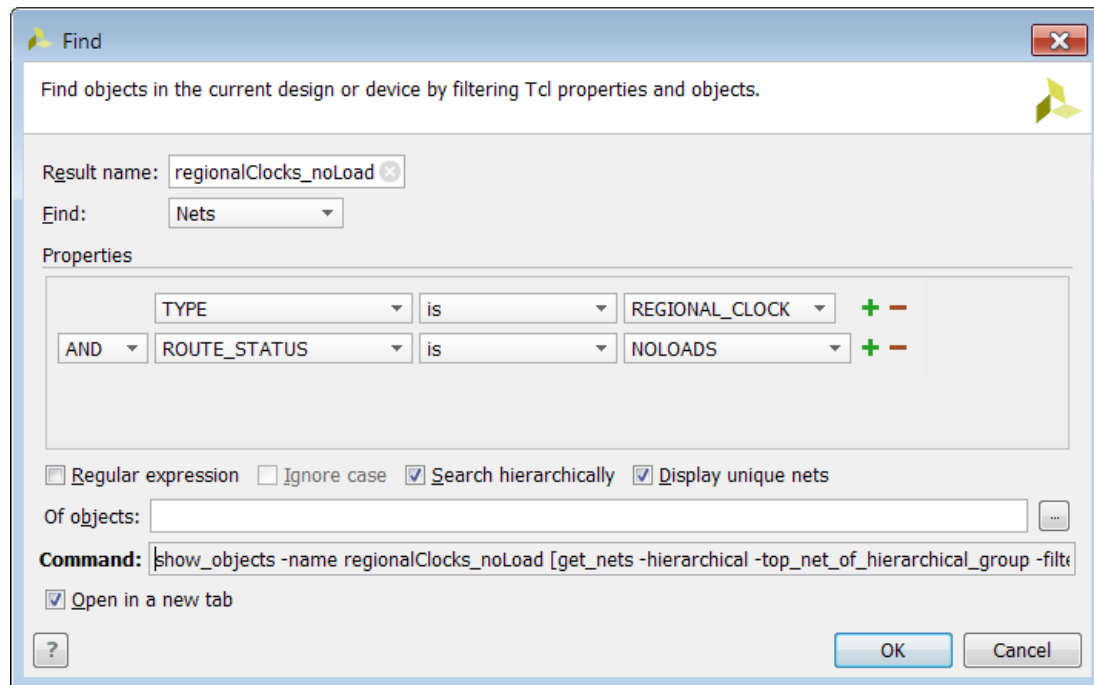 Find
Find objects in the current design or device by filtering Tcl properties and objects.
Result name: regionalClocks_noLoad
Find: Nets
Properties
TYPE is REGIONAL_CLOCK
AND ROUTE_STATUS is NOLOADS
Regular expression Ignore case Search hierarchically Display unique nets
Of objects: ...
Command: show_objects -name regionalClocks_noLoad [get_nets -hierarchical -top_net_of_hierarchical_group -filte
Open in a new tab
? OK Cancel